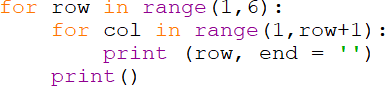 for row in range(1,6):
    for col in range(1,row+1):
        print (row, end = '')
    print()